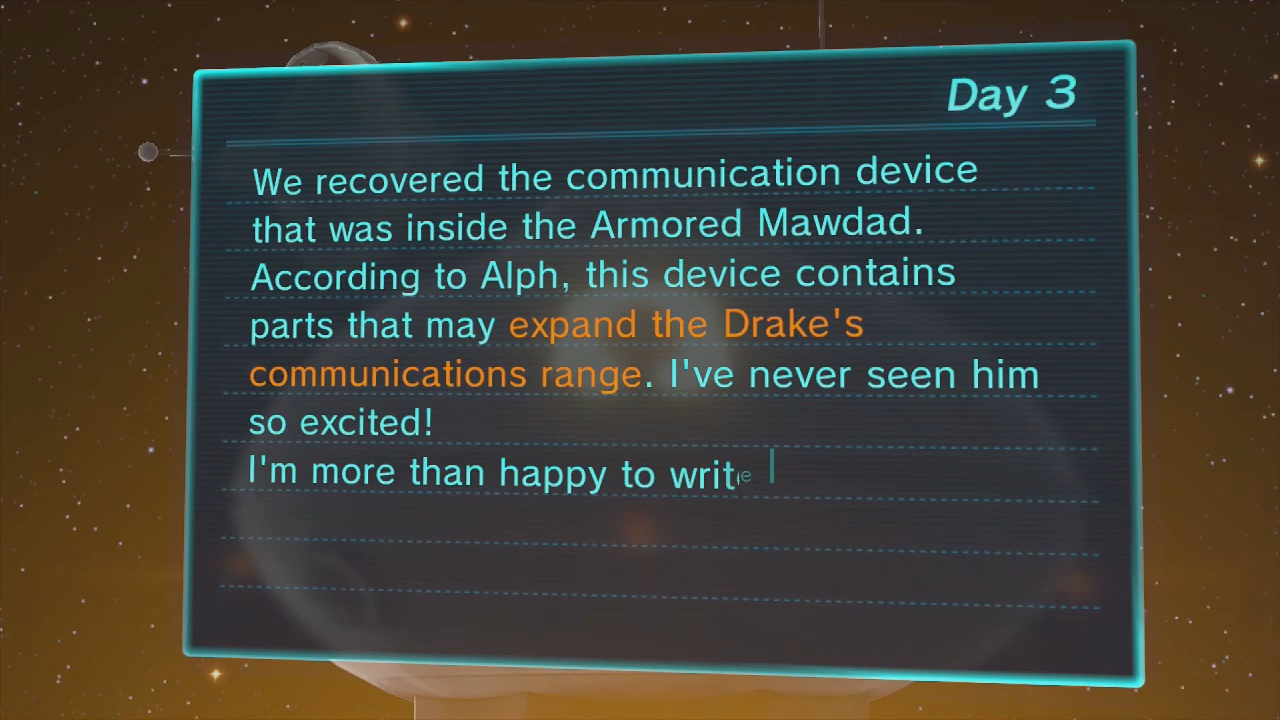 Day 3
We recovered the communication device
that was inside the Armored Mawdad.
According to Alph, this device contains
parts that may expand the Drake's
communications range. I've never seen him
so excited!
I'm more than happy to write